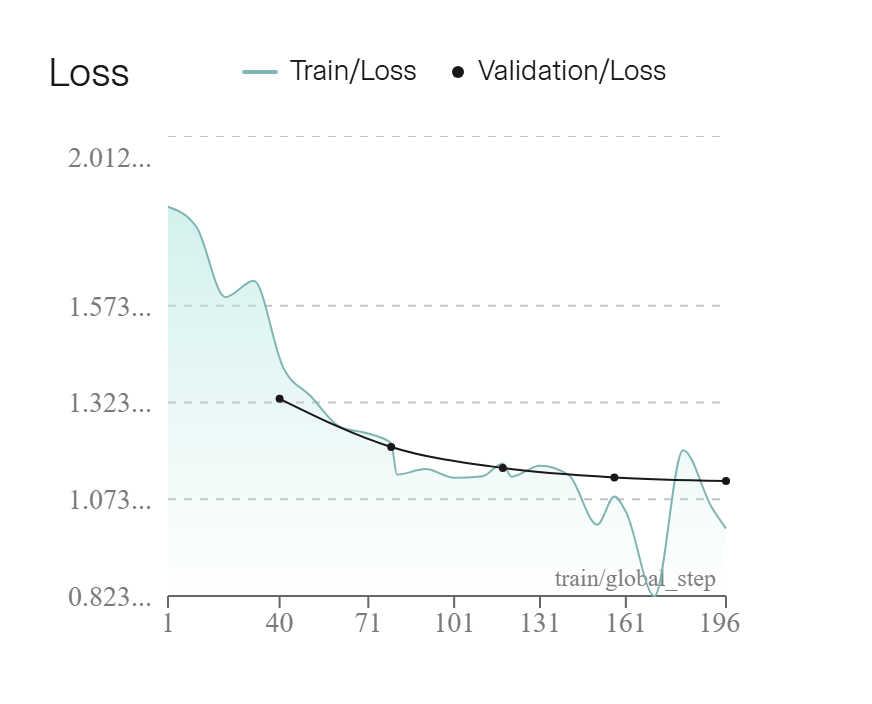 Loss
Train/Loss
Validation/Loss
2.012...
1.573...
1.323...
1.073...
0.823...
train/global_step
1 40 71 101 131 161 196